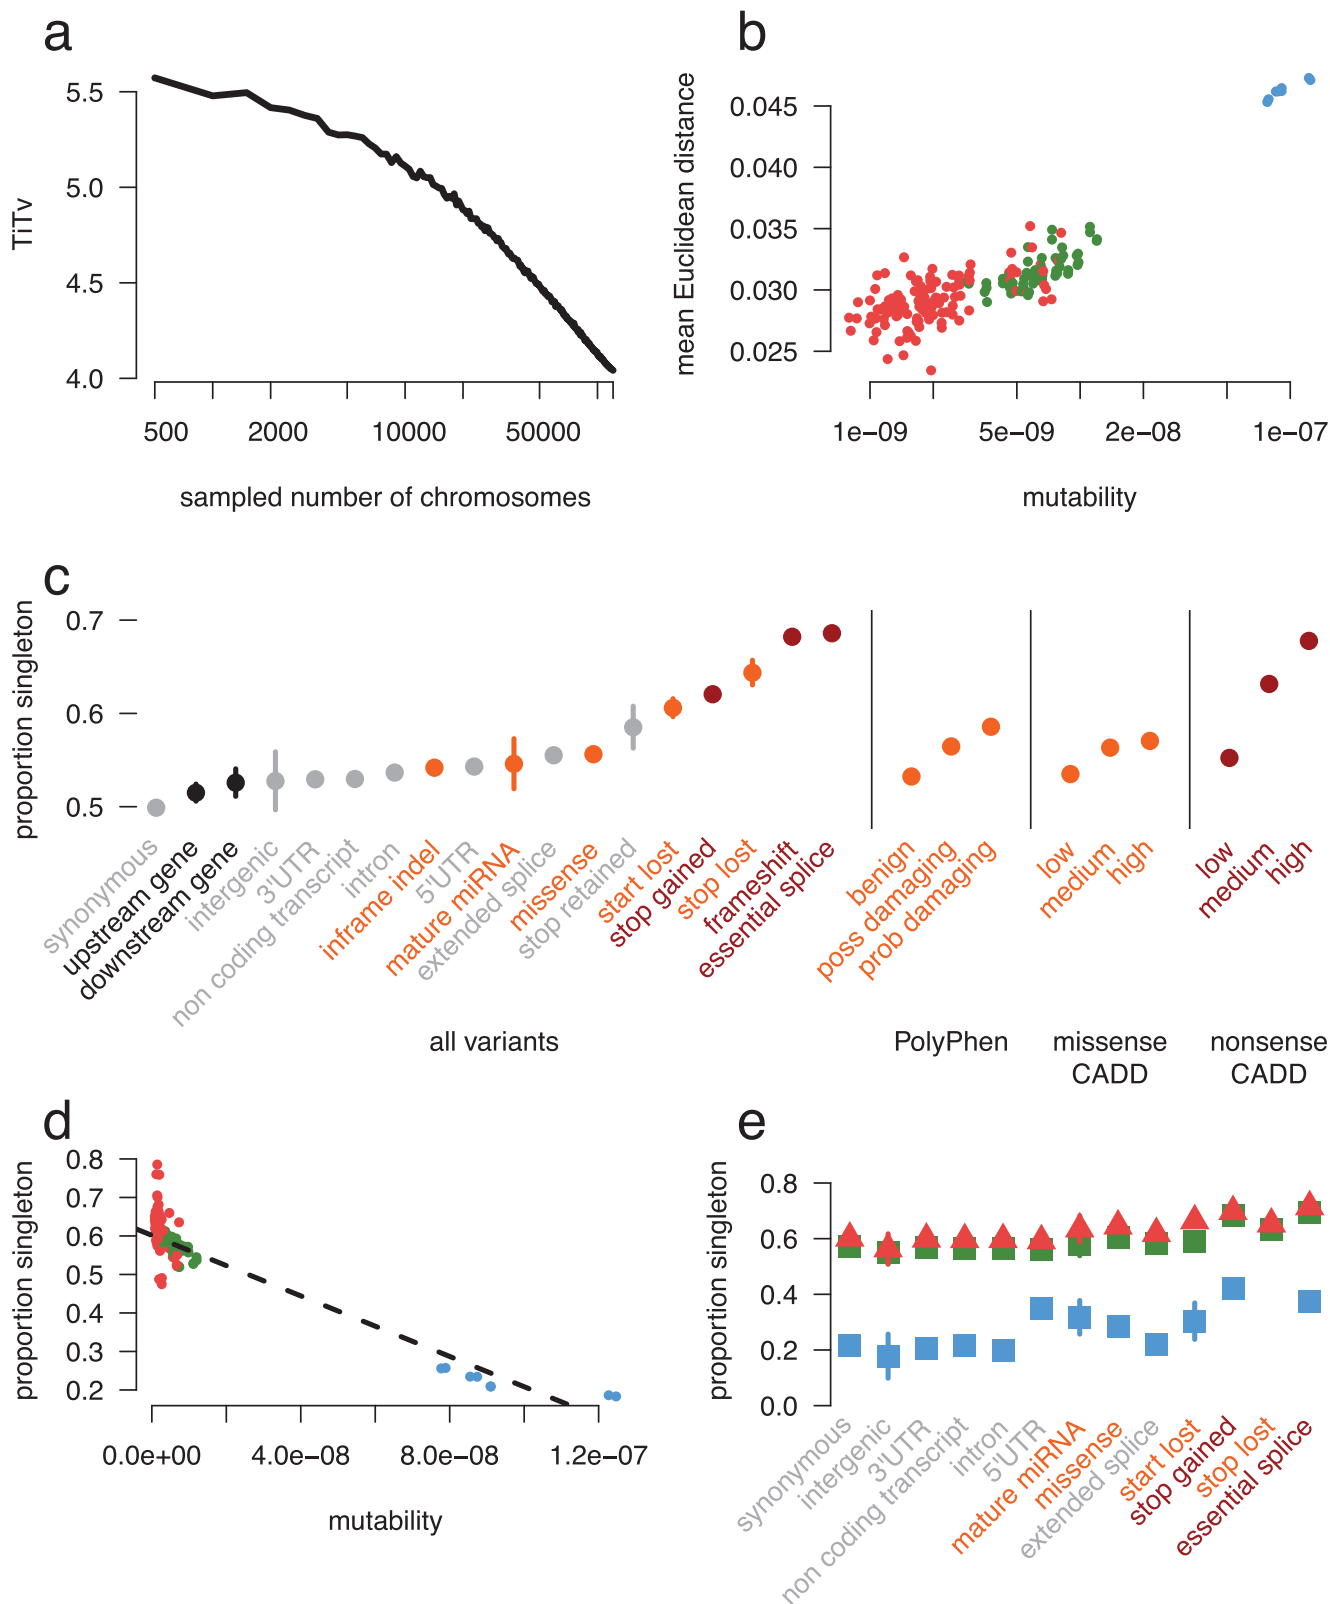 a
TiTv
5.5
5.0
4.5
4.0
500 2000 10000 50000
sampled number of chromosomes
b
mean Euclidean distance
0.045
0.040
0.035
0.030
0.025
1e−09 5e−09 2e−08 1e−07
mutability
c
proportion singleton
0.7
0.6
0.5
synonymous
upstream gene
downstream gene
intergenic
3'UTR
non coding transcript
intron
inframe indel
5'UTR
mature miRNA
extended splice
missense
stop retained
start lost
stop gained
stop lost
frameshift
essential splice
benign
poss damaging
prob damaging
low
medium
high
low
medium
high
all variants
PolyPhen
missense
CADD
nonsense
CADD
d
proportion singleton
0.8
0.7
0.6
0.5
0.4
0.3
0.2
0.0e+00 4.0e−08 8.0e−08 1.2e−07
mutability
e
proportion singleton
0.8
0.6
0.4
0.2
0.0
synonymous
intergenic
3'UTR
non coding transcript
intron
5'UTR
mature miRNA
missense
extended splice
start lost
stop gained
stop lost
essential splice